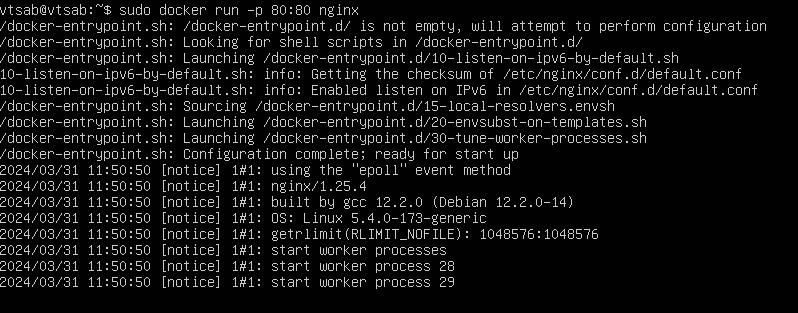 vtsab@vtsab:~$ sudo docker run -p 80:80 nginx
/docker-entrypoint.sh: /docker-entrypoint.d/ is not empty, will attempt to perform configuration
/docker-entrypoint.sh: Looking for shell scripts in /docker-entrypoint.d/
/docker-entrypoint.sh: Launching /docker-entrypoint.d/10-listen-on-ipv6-by-default.sh
10-listen-on-ipv6-by-default.sh: info: Getting the checksum of /etc/nginx/conf.d/default.conf
10-listen-on-ipv6-by-default.sh: info: Enabled listen on IPv6 in /etc/nginx/conf.d/default.conf
/docker-entrypoint.sh: Sourcing /docker-entrypoint.d/15-local-resolvers.envsh
/docker-entrypoint.sh: Launching /docker-entrypoint.d/20-envsubst-on-templates.sh
/docker-entrypoint.sh: Launching /docker-entrypoint.d/30-tune-worker-processes.sh
/docker-entrypoint.sh: Configuration complete; ready for start up
2024/03/31 11:50:50 [notice] 1#1: using the "epoll" event method
2024/03/31 11:50:50 [notice] 1#1: nginx/1.25.4
2024/03/31 11:50:50 [notice] 1#1: built by gcc 12.2.0 (Debian 12.2.0-14)
2024/03/31 11:50:50 [notice] 1#1: OS: Linux 5.4.0-173-generic
2024/03/31 11:50:50 [notice] 1#1: getrlimit(RLIMIT_NOFILE): 1048576:1048576
2024/03/31 11:50:50 [notice] 1#1: start worker processes
2024/03/31 11:50:50 [notice] 1#1: start worker process 28
2024/03/31 11:50:50 [notice] 1#1: start worker process 29